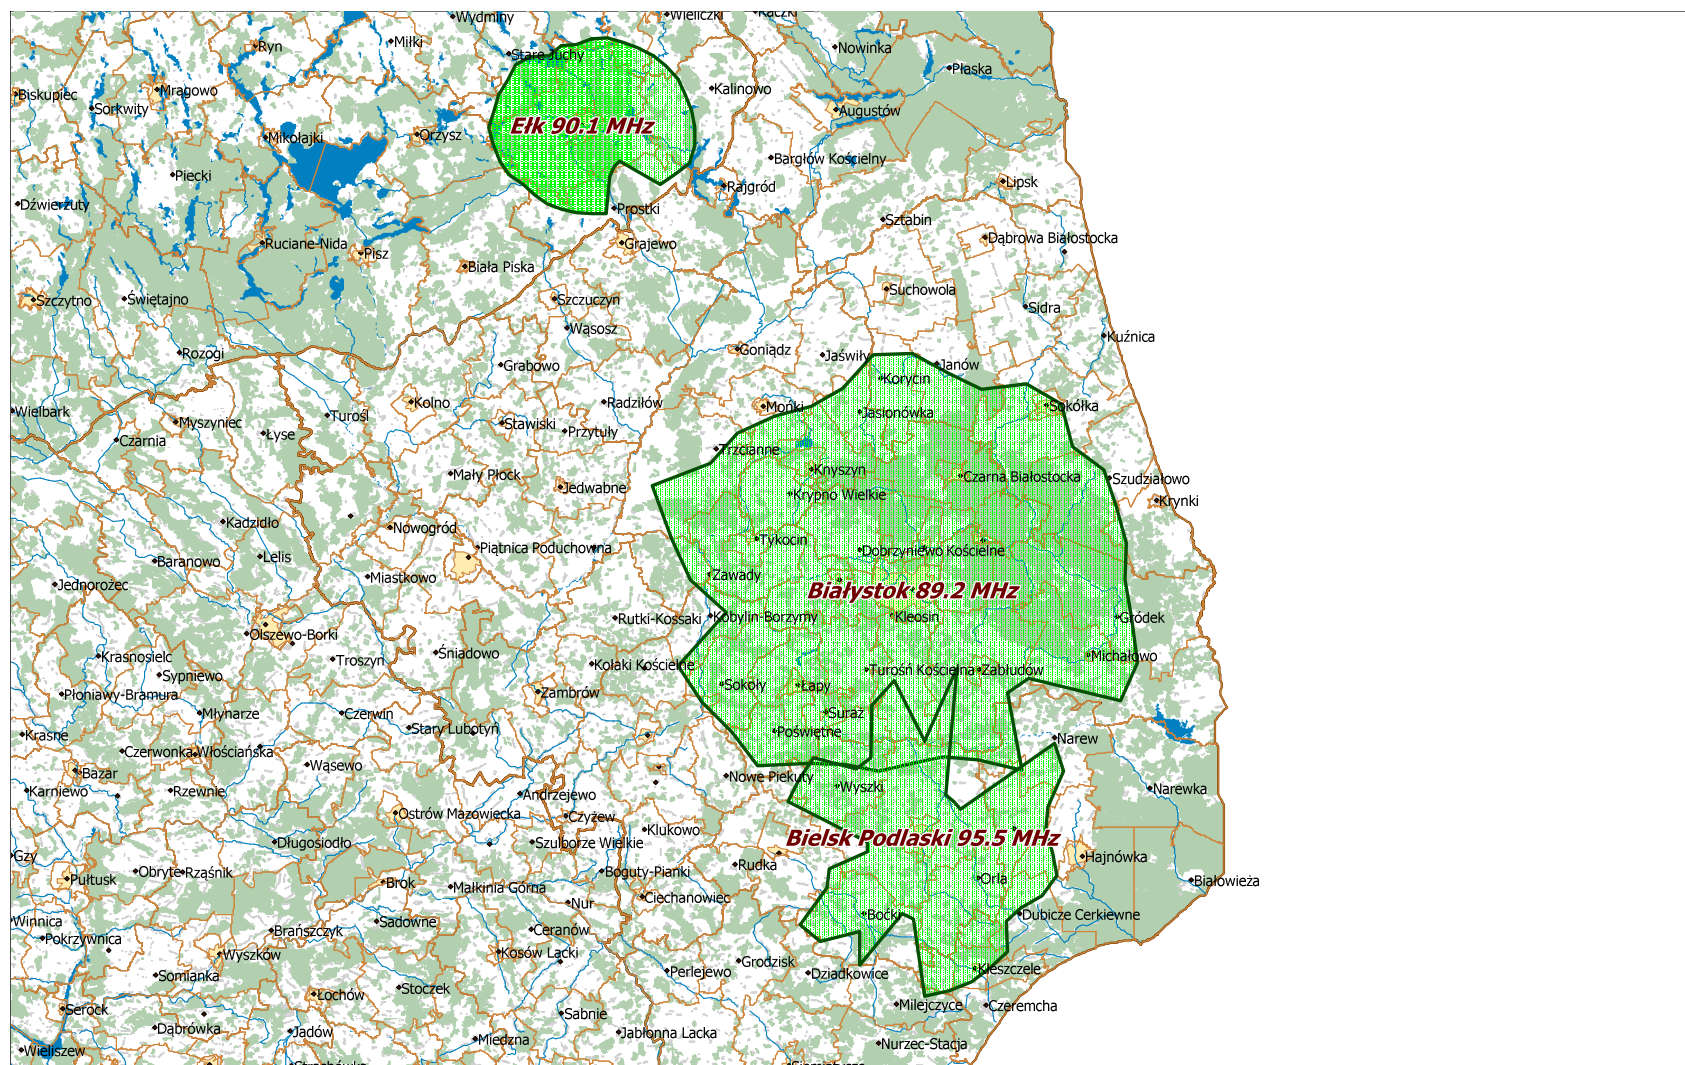 Wydminy
Wieliczki
Kaczki
Ryn
Miłki
Nowinka
Stare Juchy
Płaska
Biskupiec
Mrągowo
Kalinowo
Sorkwity
Augustów
Ełk 90.1 MHz
Mikołajki
Orzysz
Bargłów Kościelny
Piecki
Rajgród
Lipsk
Dźwierzuty
Prostki
Sztabin
Ruciane-Nida
Grajewo
Dąbrowa Białostocka
Pisz
Biała Piska
Suchowola
Szczytno
Świętajno
Szczuczyn
Sidra
Wąsosz
Kuźnica
Rozogi
Goniądz
Jaświły
Grabowo
Janów
Korycin
Wielbark
Kolno
Radziłów
Mońki
Sokółka
Turośl
Jasionówka
Myszyniec
Stawiski
Łyse
Przytuły
Czarnia
Trzcianne
Mały Płock
Knyszyn
Czarna Białostocka
Szudziałowo
Jedwabne
Krypno Wielkie
Krynki
Kadzidło
Nowogród
Tykocin
Piątnica Poduchowna
Dobrzyniewo Kościelne
Lelis
Baranowo
Zawady
Miastkowo
Jednorożec
Białystok 89.2 MHz
Rutki-Kossaki
Kobylin-Borzymy
Kleosin
Gródek
Olszewo-Borki
Śniadowo
Krasnosielc
Michałowo
Troszyn
Kołaki Kościelne
Turośń Kościelna
Zabłudów
Sypniewo
Sokoły
Łapy
Płoniawy-Bramura
Zambrów
Młynarze
Czerwin
Suraż
Stary Lubotyń
Poświętne
Krasne
Narew
Czerwonka-Włościańska
Wąsewo
Bazar
Nowe Piekuty
Wyszki
Karniewo
Rzewnie
Andrzejewo
Narewka
Ostrów Mazowiecka
Czyżew
Klukowo
Bielsk Podlaski 95.5 MHz
Długosiodło
Szulborze Wielkie
Gzy
Hajnówka
Rudka
Obryte
Rząśnik
Boguty-Pianki
Pułtusk
Brok
Orla
Białowieża
Małkinia Górna
Ciechanowiec
Nur
Winnica
Sadowne
Boćki
Dubicze Cerkiewne
Brańszczyk
Ceranów
Pokrzywnica
Wyszków
Kosów Lacki
Grodzisk
Kleszczele
Somianka
Perlejewo
Dziadkowice
Stoczek
Łochów
Milejczyce
Czeremcha
Serock
Sabnie
Dąbrówka
Jadów
Jabłonna Lacka
Miedzna
Nurzec-Stacja
Wieliszew
Strachówka
Siemiatycze